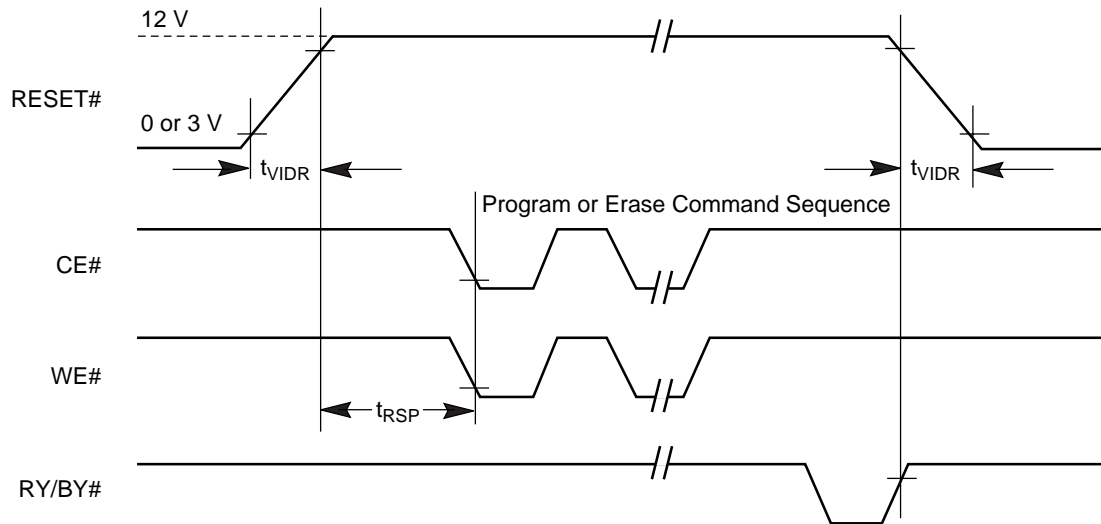 12 V
RESET#
0 or 3 V
tVIDR
tVIDR
Program or Erase Command Sequence
CE#
WE#
tRSP
RY/BY#